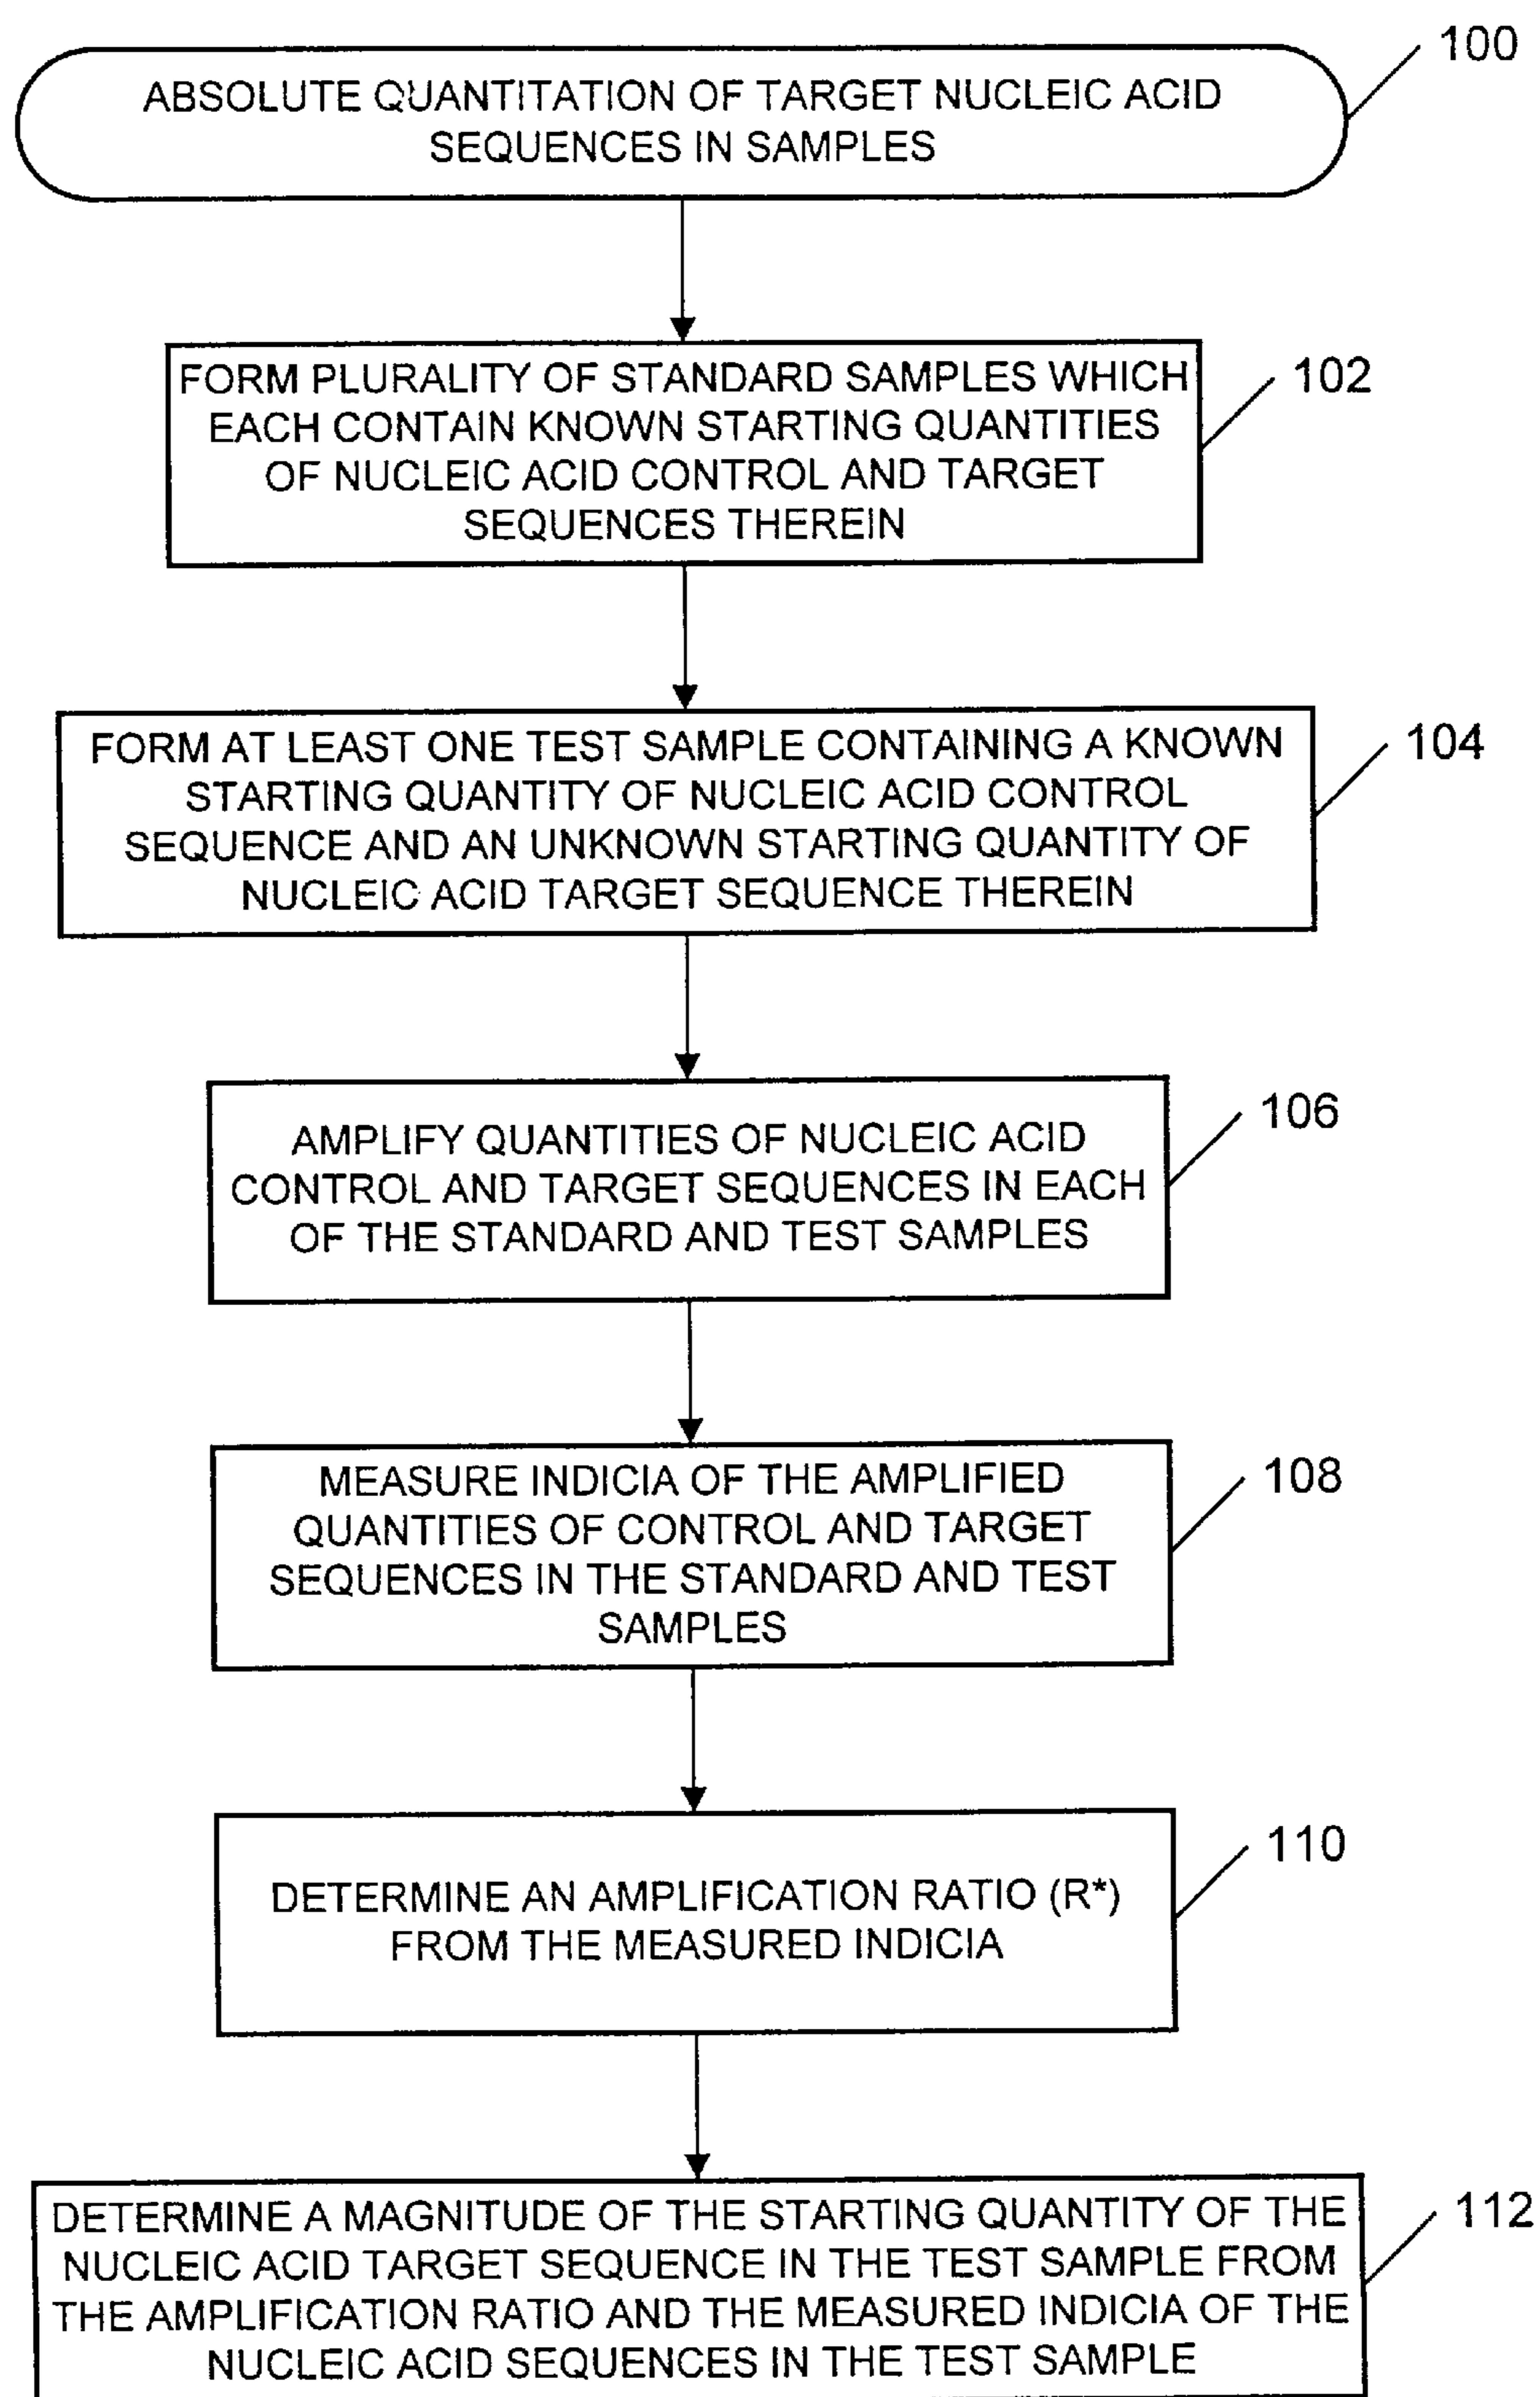 100
ABSOLUTE QUANTITATION OF TARGET NUCLEIC ACID
SEQUENCES IN SAMPLES
102
FORM PLURALITY OF STANDARD SAMPLES WHICH
EACH CONTAIN KNOWN STARTING QUANTITIES
OF NUCLEIC ACID CONTROL AND TARGET
SEQUENCES THEREIN
104
FORM AT LEAST ONE TEST SAMPLE CONTAINING A KNOWN
STARTING QUANTITY OF NUCLEIC ACID CONTROL
SEQUENCE AND AN UNKNOWN STARTING QUANTITY OF
NUCLEIC ACID TARGET SEQUENCE THEREIN
106
AMPLIFY QUANTITIES OF NUCLEIC ACID
CONTROL AND TARGET SEQUENCES IN EACH
OF THE STANDARD AND TEST SAMPLES
108
MEASURE INDICIA OF THE AMPLIFIED
QUANTITIES OF CONTROL AND TARGET
SEQUENCES IN THE STANDARD AND TEST
SAMPLES
110
DETERMINE AN AMPLIFICATION RATIO (R*)
FROM THE MEASURED INDICIA
112
DETERMINE A MAGNITUDE OF THE STARTING QUANTITY OF THE
NUCLEIC ACID TARGET SEQUENCE IN THE TEST SAMPLE FROM
THE AMPLIFICATION RATIO AND THE MEASURED INDICIA OF THE
NUCLEIC ACID SEQUENCES IN THE TEST SAMPLE